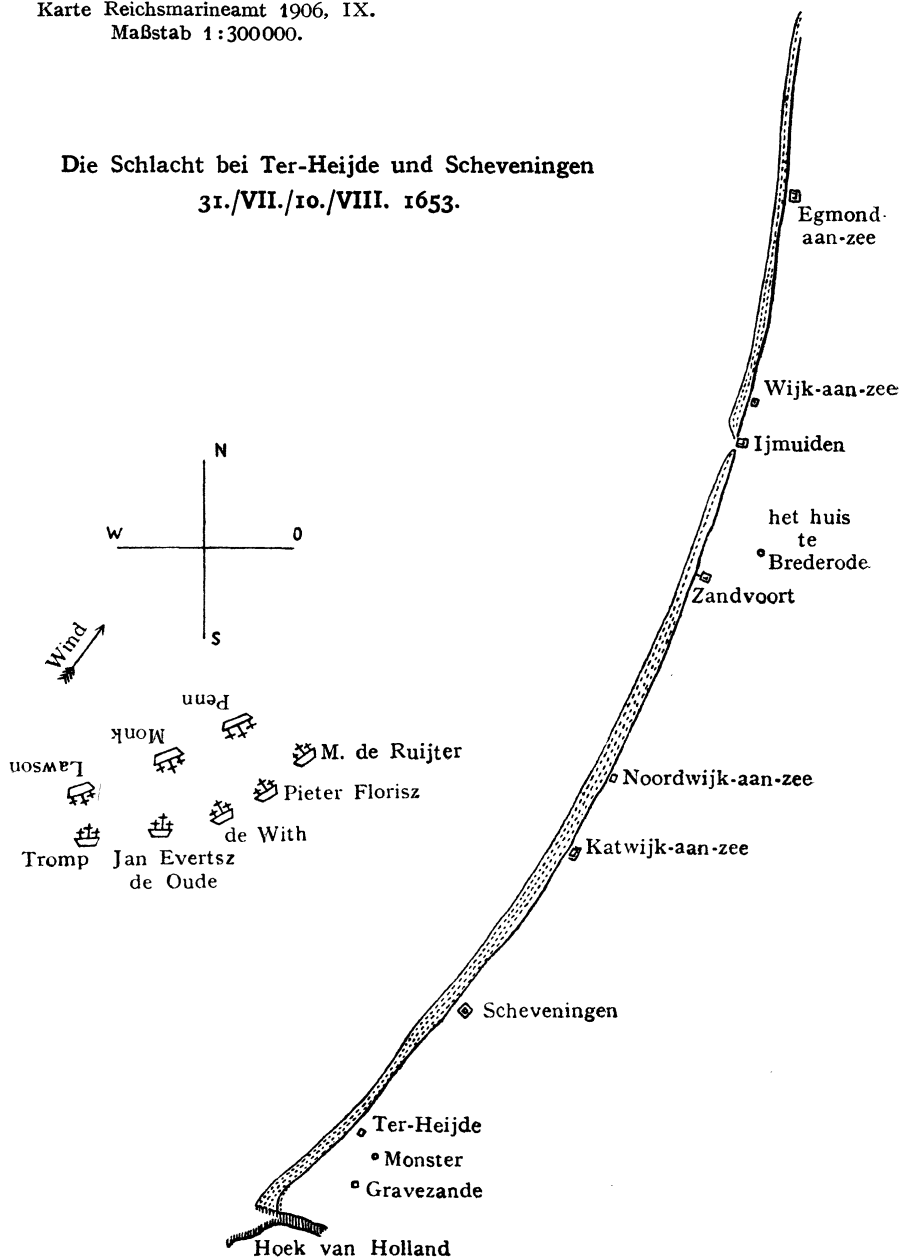 Karte Reichsmarineamt 1906, IX.
Maßstab 1:300000.
Die Schlacht bei Ter-Heijde und Scheveningen
31./VII./10./VIII. 1653.
Egmond-
aan-zee
Wijk-aan-zee
Ijmuiden
N
W
O
S
het huis
te
Brederode
Zandvoort
Wind
Penn
Monk
Lawson
M. de Ruijter
Pieter Florisz
de With
Tromp
Jan Evertsz
de Oude
Noordwijk-aan-zee
Katwijk-aan-zee
Scheveningen
Ter-Heijde
Monster
Gravezande
Hoek van Holland